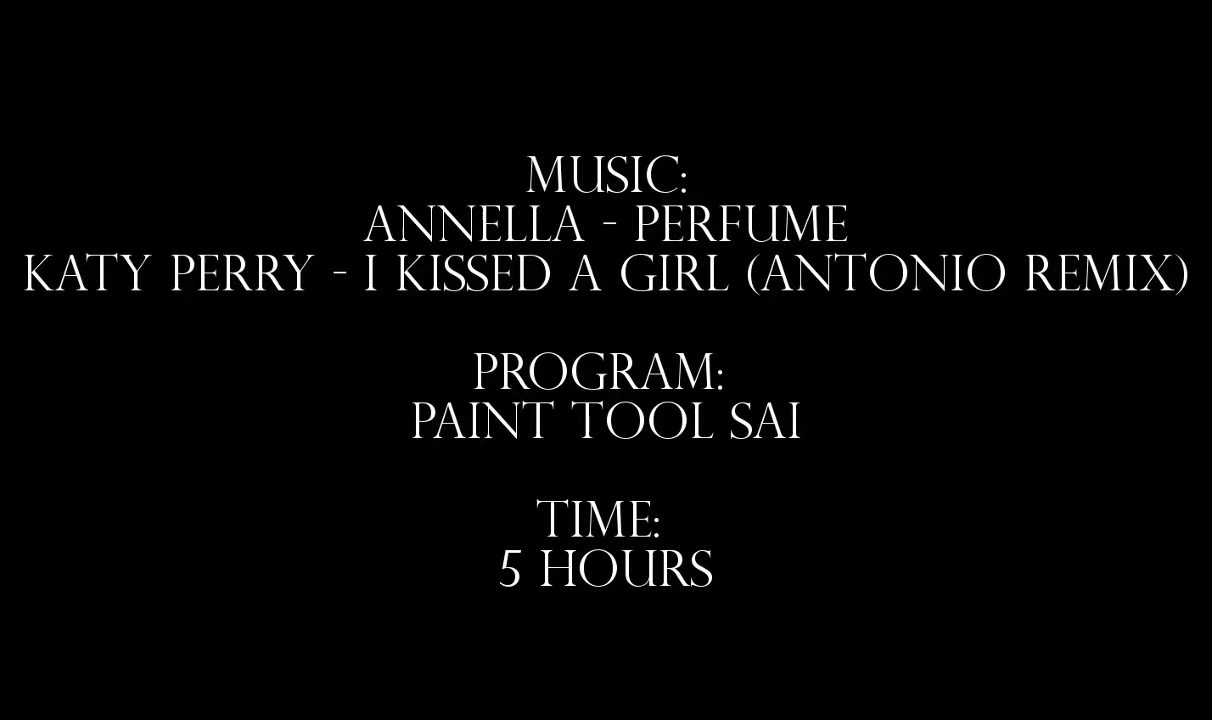 MUSIC:
ANNELLA - PERFUME
KATY PERRY - I KISSED A GIRL (ANTONIO REMIX)
PROGRAM:
PAINT TOOL SAI
TIME:
5 HOURS